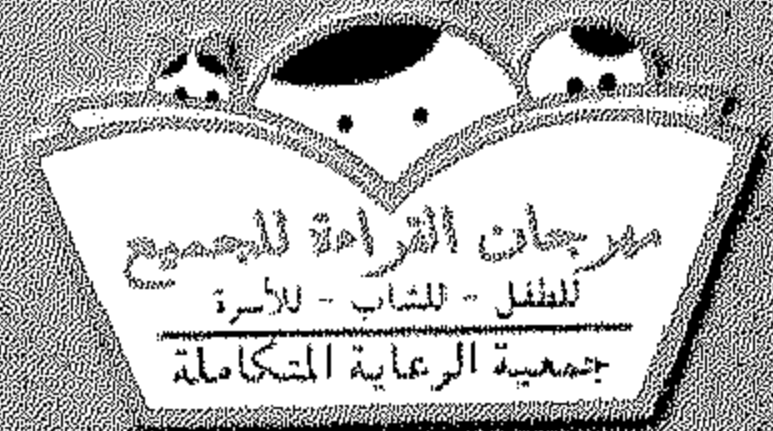 مهرجان القراءة للجميع
للطفل - للشاب - للأسرة
جمعية الرعاية المتكاملة